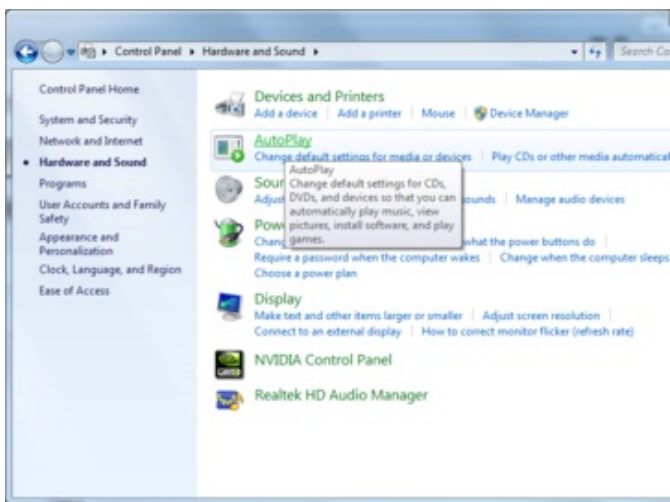 Control Panel ▸ Hardware and Sound ▸
Search Co
Control Panel Home
System and Security
Network and Internet
Hardware and Sound
Programs
User Accounts and Family
Safety
Appearance and
Personalization
Clock, Language, and Region
Ease of Access
Devices and Printers
Add a device | Add a printer | Mouse | Device Manager
AutoPlay
Change default settings for media or devices | Play CDs or other media automatical
AutoPlay
Change default settings for CDs,
DVDs, and devices so that you can
automatically play music, view
pictures, install software, and play
games.
Soun
Adjust
ounds | Manage audio devices
Pow
Chang
what the power buttons do |
Require a password when the computer wakes | Change when the computer sleeps
Choose a power plan
Display
Make text and other items larger or smaller | Adjust screen resolution |
Connect to an external display | How to correct monitor flicker (refresh rate)
NVIDIA Control Panel
Realtek HD Audio Manager